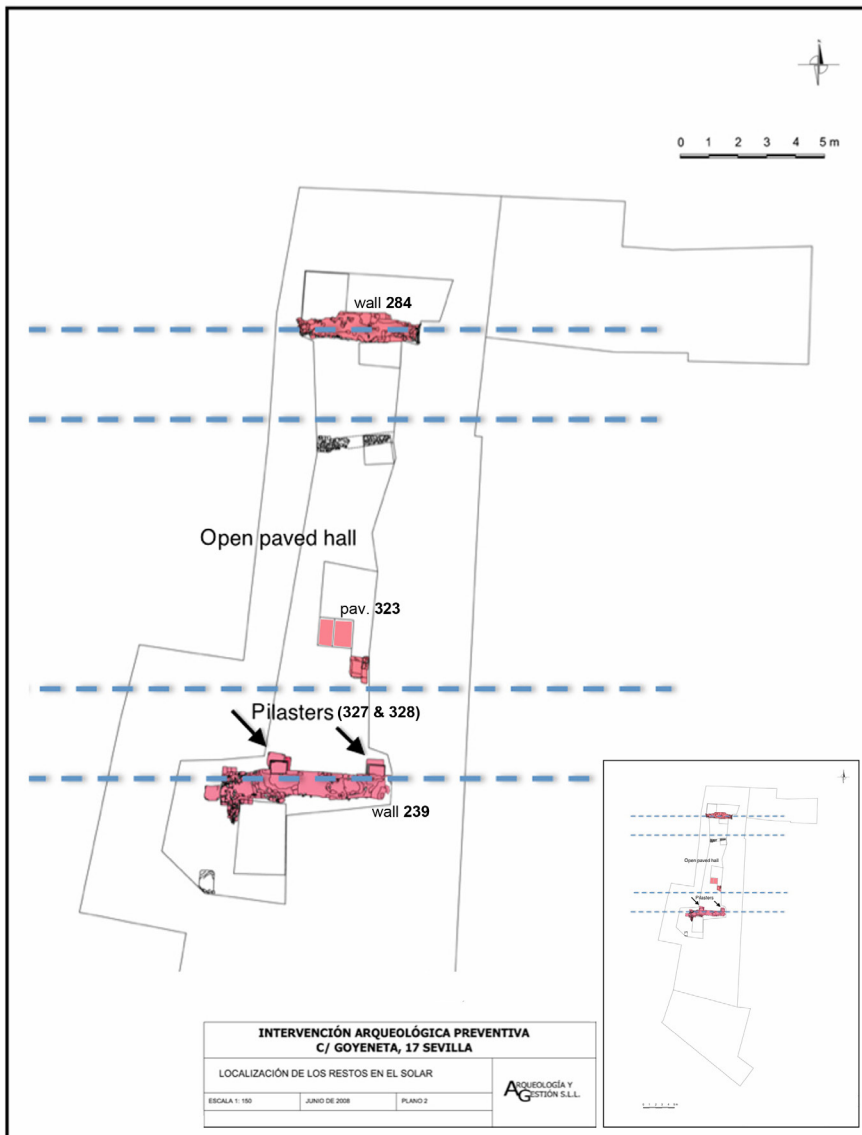 N
0 1 2 3 4 5 m
wall 284
Open paved hall
pav. 323
Pilasters (327 & 328)
wall 239
Open paved hall
Pilasters
INTERVENCIÓN ARQUEOLÓGICA PREVENTIVA
C/ GOYENETA, 17 SEVILLA
LOCALIZACIÓN DE LOS RESTOS EN EL SOLAR
ESCALA 1: 150 JUNIO DE 2008 PLANO 2
ARQUEOLOGÍA Y
GESTIÓN S.L.L.